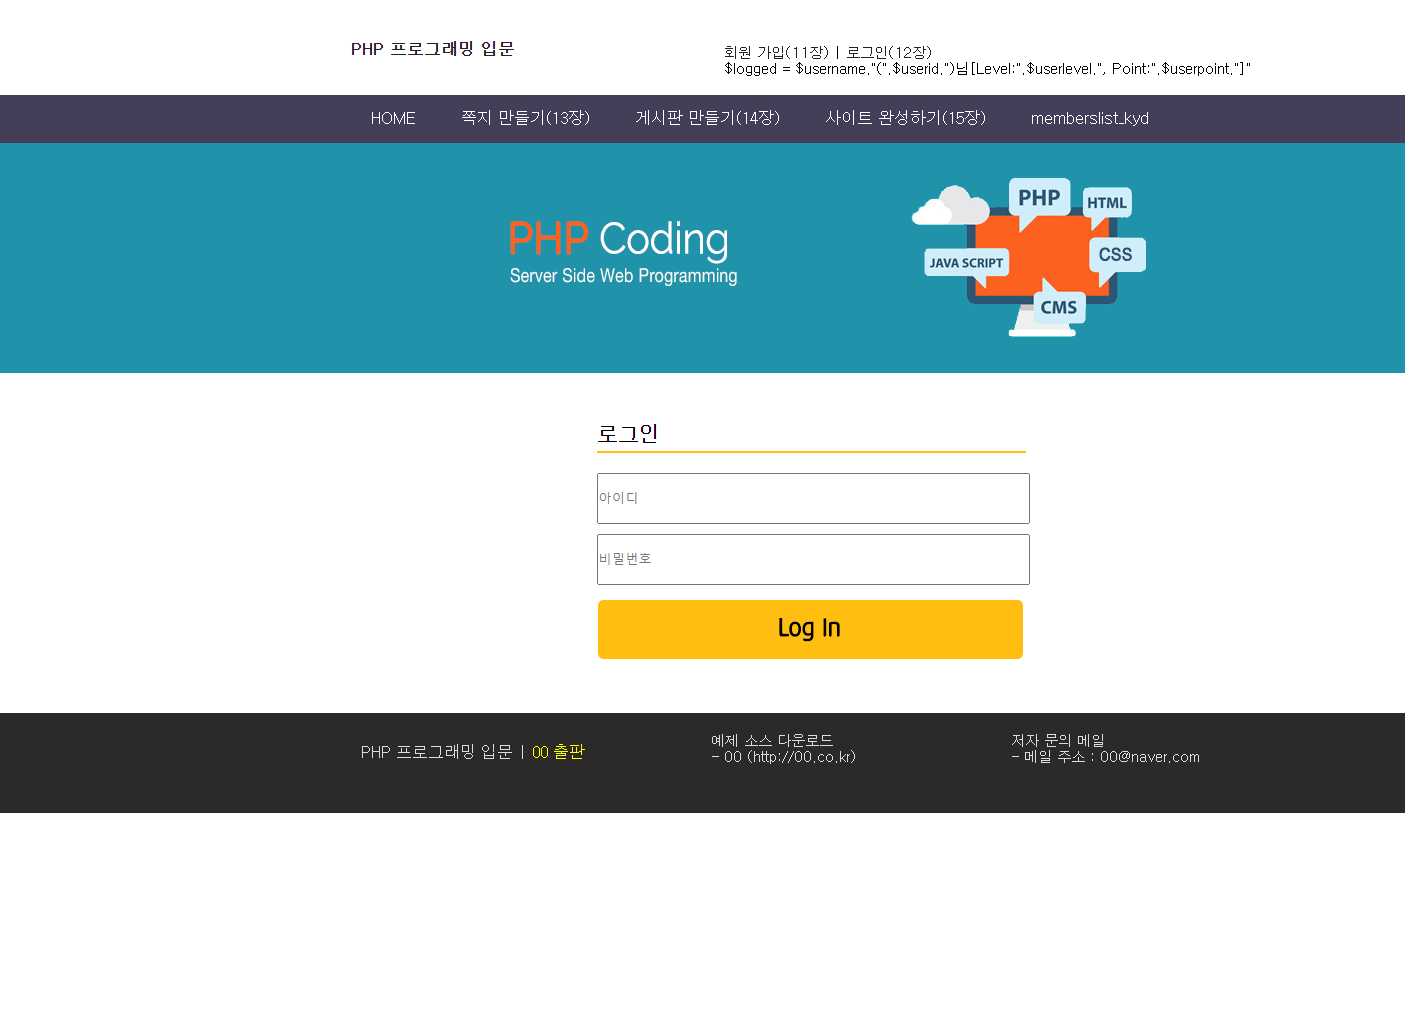 PHP 프로그래밍 입문
회원 가입(11장) | 로그인(12장)
$logged = $username."(".$userid.")님[Level:".$userlevel.", Point:".$userpoint."]"
HOME 쪽지 만들기(13장) 게시판 만들기(14장) 사이트 완성하기(15장) memberslist_kyd
PHP Coding
Server Side Web Programming
PHP
HTML
JAVA SCRIPT
CSS
CMS
로그인
아이디
비밀번호
Log In
PHP 프로그래밍 입문 | 00 출판
예제 소스 다운로드
- 00 (http://00.co.kr)
저자 문의 메일
- 메일 주소 : 00@naver.com